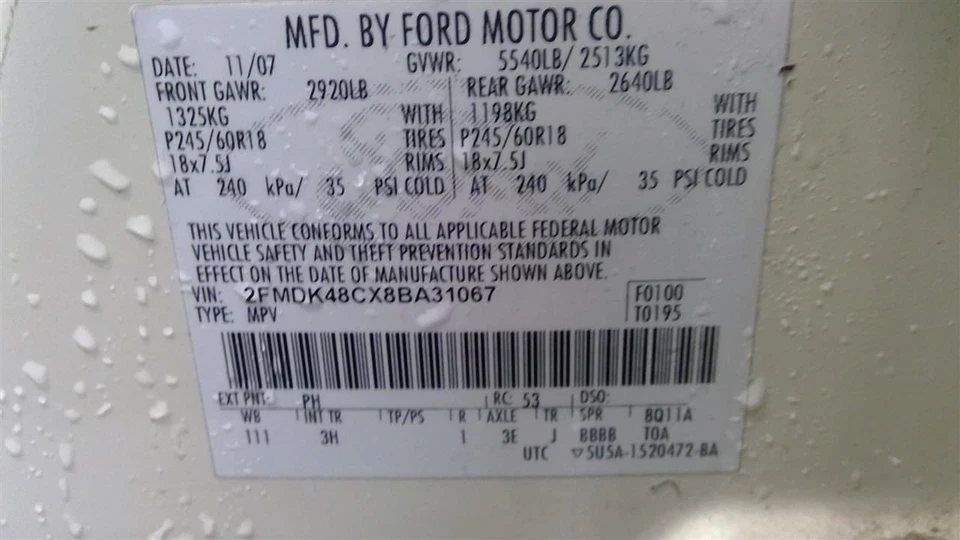 MFD. BY FORD MOTOR CO.
DATE: 11/07 GVWR: 5540LB/ 2513KG
FRONT GAWR: 2920LB REAR GAWR: 2640LB
1325KG WITH 1198KG WITH
P245/60R18 TIRES P245/60R18 TIRES
18x7.5J RIMS 18x7.5J RIMS
AT 240 kPa/ 35 PSI COLD AT 240 kPa/ 35 PSI COLD
THIS VEHICLE CONFORMS TO ALL APPLICABLE FEDERAL MOTOR
VEHICLE SAFETY AND THEFT PREVENTION STANDARDS IN
EFFECT ON THE DATE OF MANUFACTURE SHOWN ABOVE.
VIN: 2FMDK48CX8BA31067 F0100
TYPE: MPV T0195
EXT PNT: PH RC: 53 DSO:
WB INT TR TP/PS R AXLE TR SPR 8Q11A
111 3H 1 3E J BBBB TOA
UTC ▽5U5A-1520472-BA